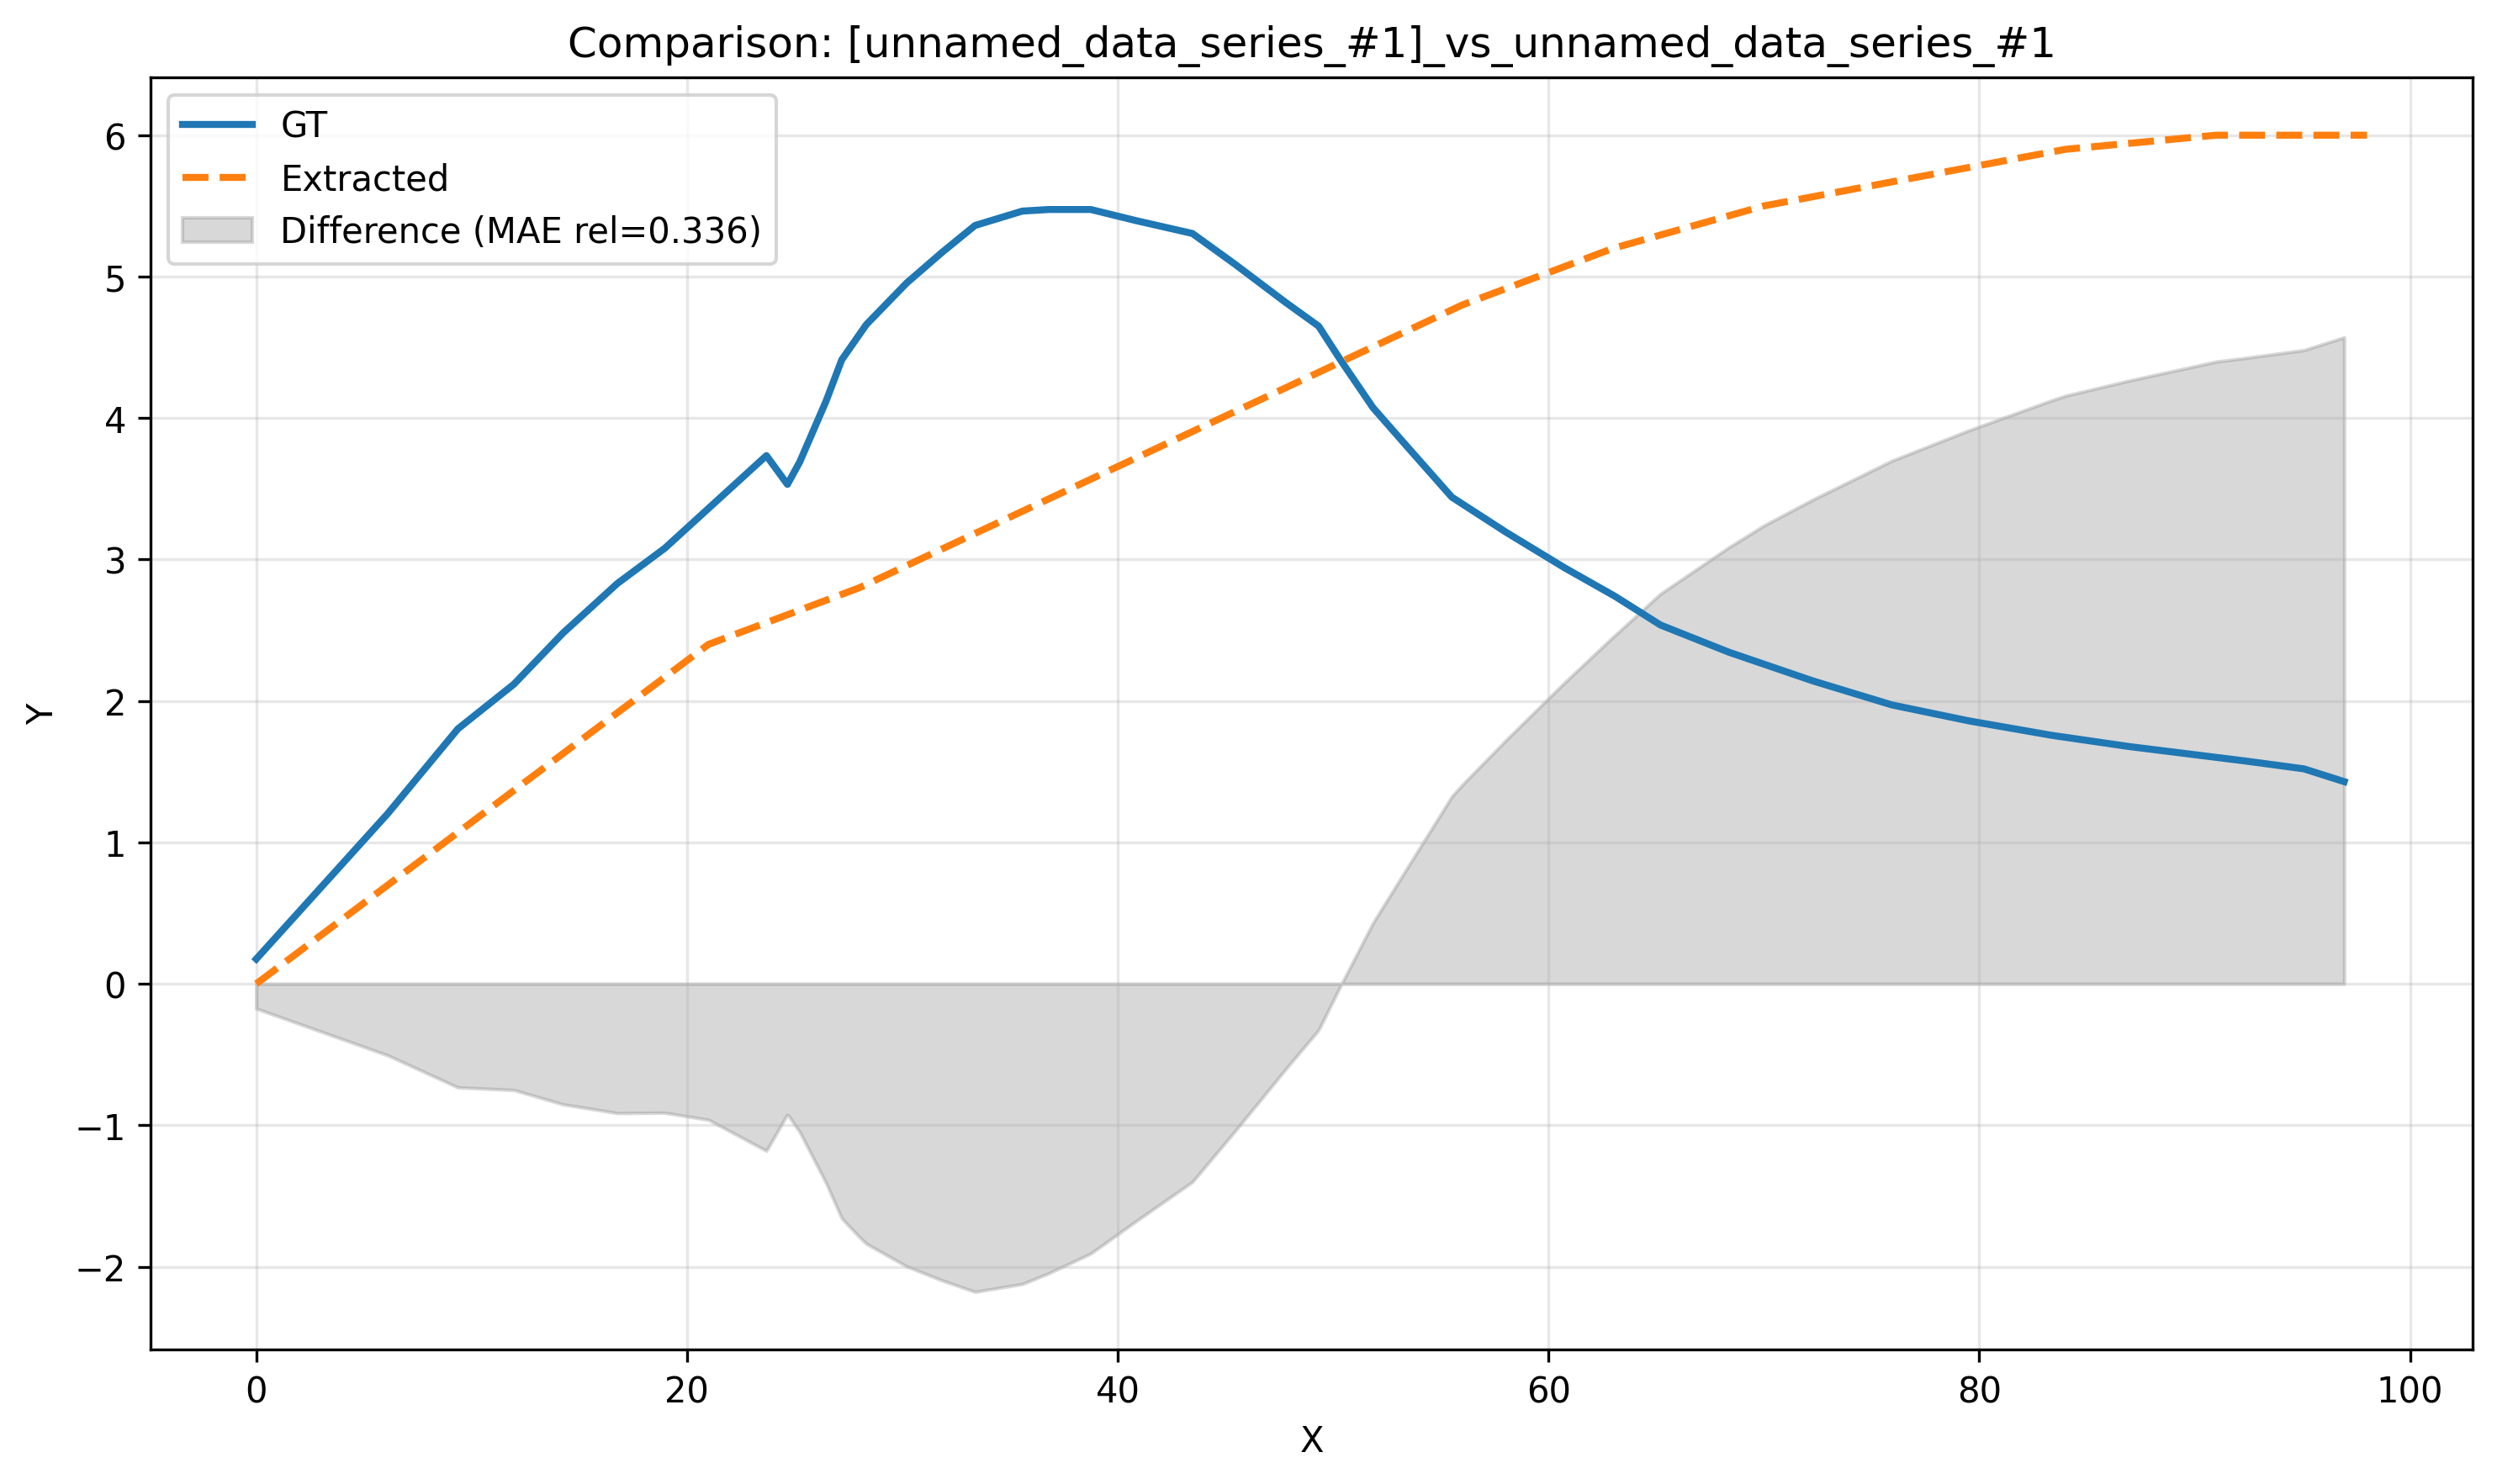 Comparison: [unnamed_data_series_#1]_vs_unnamed_data_series_#1
GT
Extracted
Difference (MAE rel=0.336)
Y
6
5
4
3
2
1
0
−1
−2
0 20 40 60 80 100
X